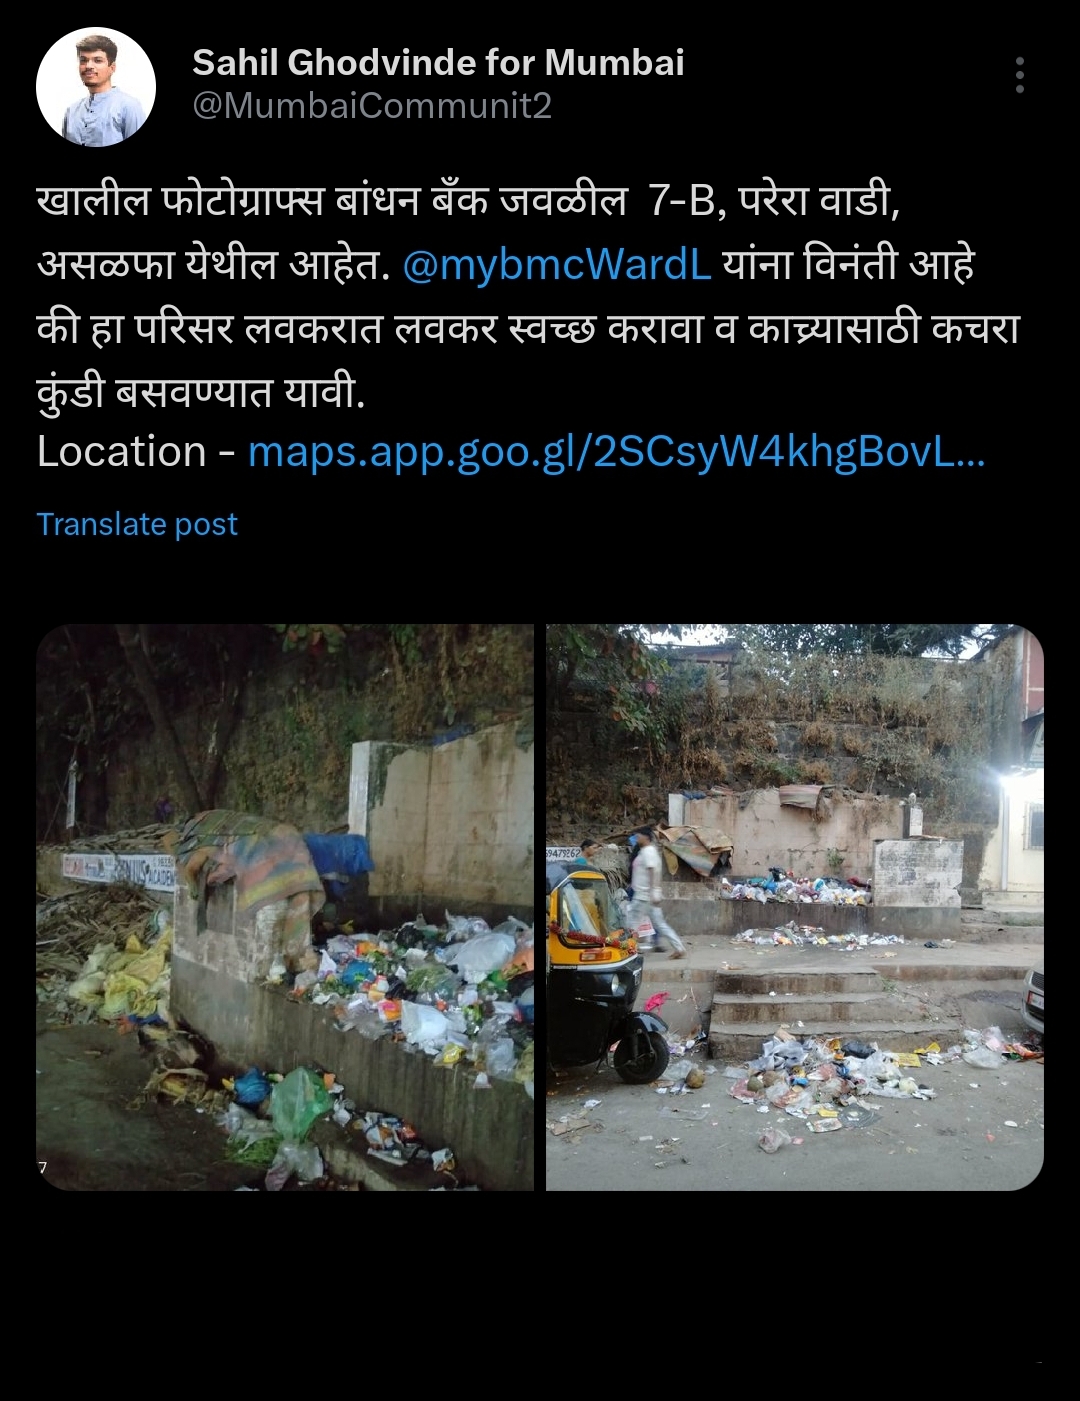 Sahil Ghodvinde for Mumbai
@MumbaiCommunit2
खालील फोटोग्राफ्स बांधन बँक जवळील 7-B, परेरा वाडी,
असळफा येथील आहेत. @mybmcWardL यांना विनंती आहे
की हा परिसर लवकरात लवकर स्वच्छ करावा व काच्र्यासाठी कचरा
कुंडी बसवण्यात यावी.
Location - maps.app.goo.gl/2SCsyW4khgBovL...
Translate post
7